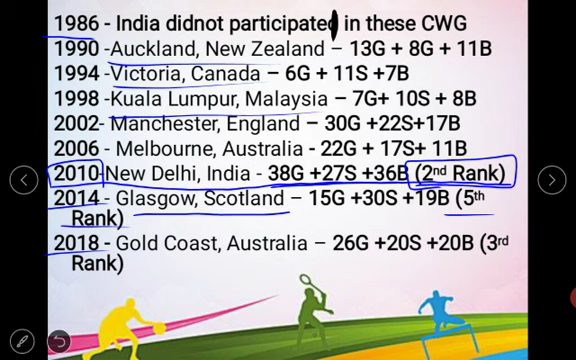 1986 - India didnot participated in these CWG
1990 -Auckland, New Zealand – 13G + 8G + 11B
1994 -Victoria, Canada – 6G + 11S +7B
1998 -Kuala Lumpur, Malaysia – 7G+ 10S + 8B
2002- Manchester, England – 30G +22S+17B
2006 - Melbourne, Australia - 22G + 17S+ 11B
2010-New Delhi, India - 38G +27S +36B (2nd Rank)
2014 - Glasgow, Scotland – 15G +30S +19B (5th
Rank)
2018 - Gold Coast, Australia – 26G +20S +20B (3rd
Rank)